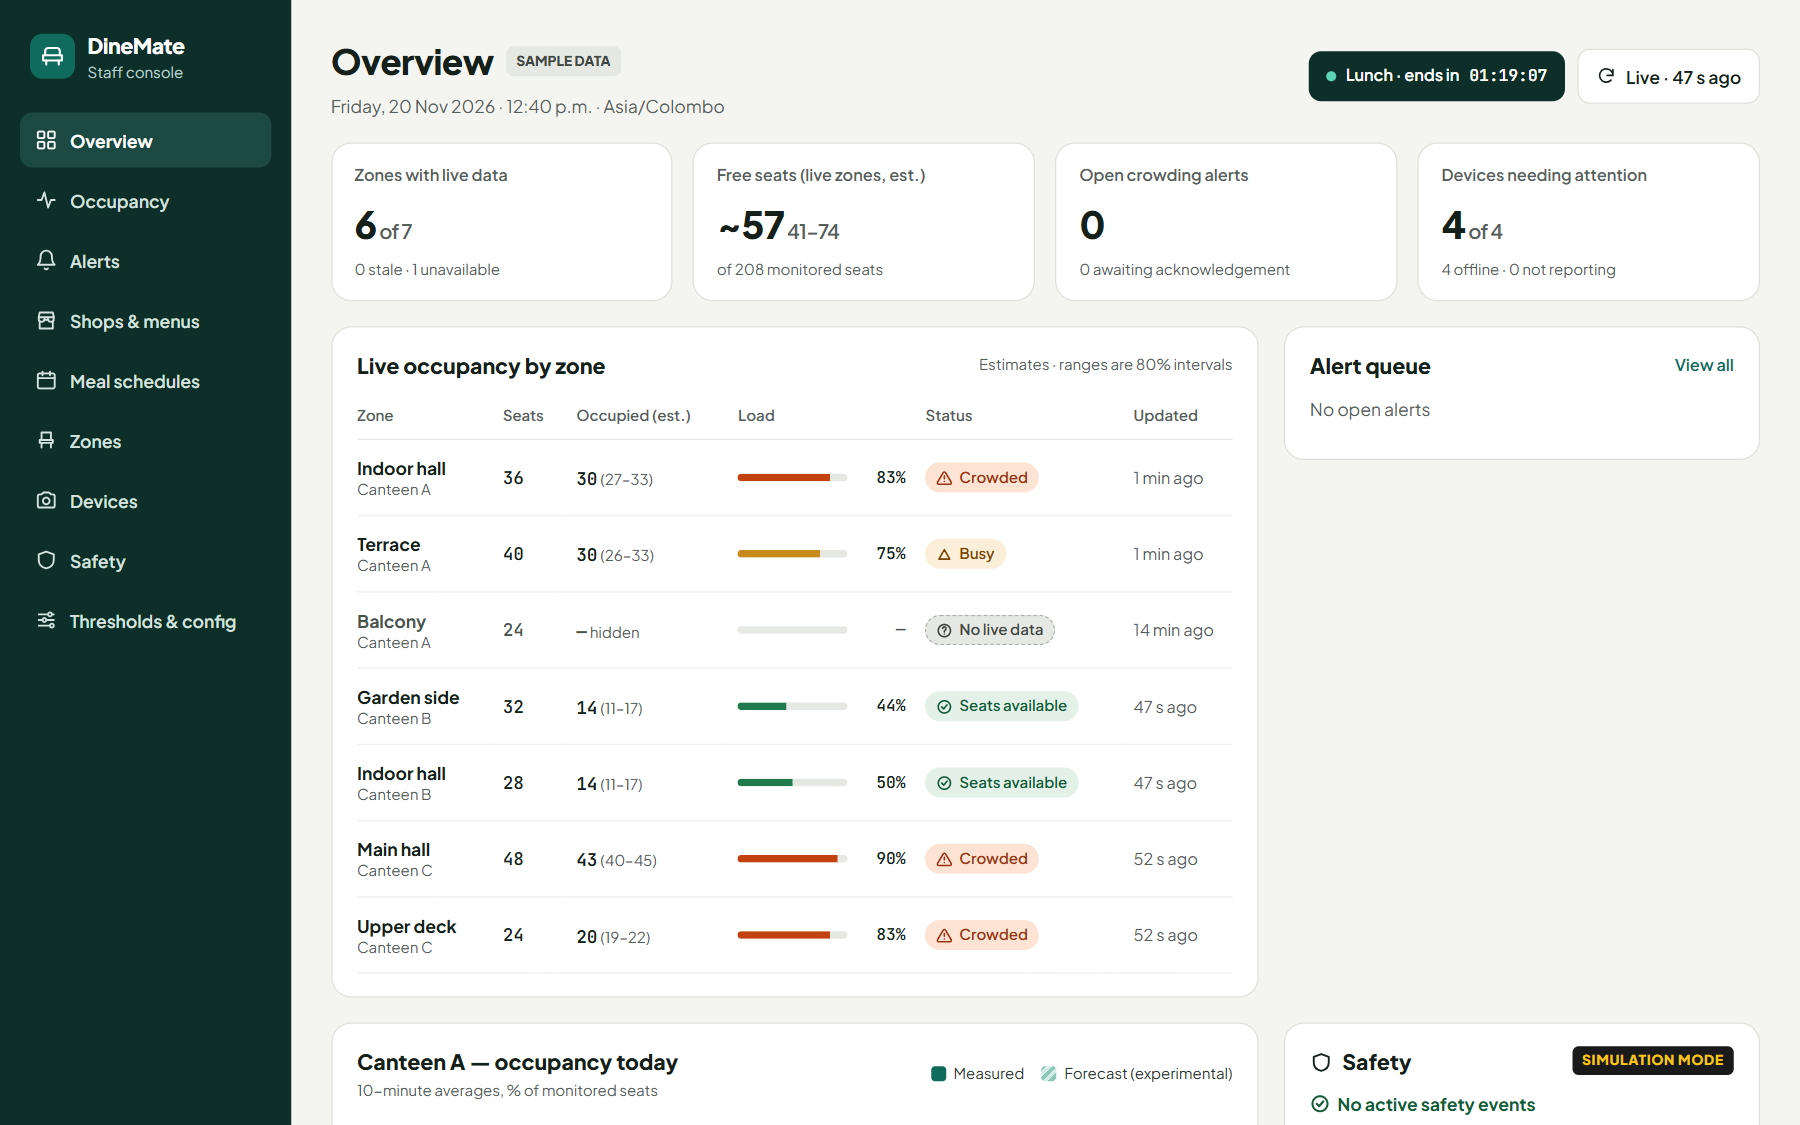 DineMate
Staff console
Overview
Occupancy
Alerts
Shops & menus
Meal schedules
Zones
Devices
Safety
Thresholds & config
Overview SAMPLE DATA
Friday, 20 Nov 2026 · 12:40 p.m. · Asia/Colombo
Lunch · ends in 01:19:07
Live · 47 s ago
Zones with live data
6 of 7
0 stale · 1 unavailable
Free seats (live zones, est.)
~57 41–74
of 208 monitored seats
Open crowding alerts
0
0 awaiting acknowledgement
Devices needing attention
4 of 4
4 offline · 0 not reporting
Live occupancy by zone
Estimates · ranges are 80% intervals
Zone Seats Occupied (est.) Load Status Updated
Indoor hall
Canteen A
36 30 (27–33) 83% Crowded 1 min ago
Terrace
Canteen A
40 30 (26–33) 75% Busy 1 min ago
Balcony
Canteen A
24 – hidden – No live data 14 min ago
Garden side
Canteen B
32 14 (11–17) 44% Seats available 47 s ago
Indoor hall
Canteen B
28 14 (11–17) 50% Seats available 47 s ago
Main hall
Canteen C
48 43 (40–45) 90% Crowded 52 s ago
Upper deck
Canteen C
24 20 (19–22) 83% Crowded 52 s ago
Alert queue
View all
No open alerts
Canteen A — occupancy today
10-minute averages, % of monitored seats
Measured Forecast (experimental)
Safety
SIMULATION MODE
No active safety events